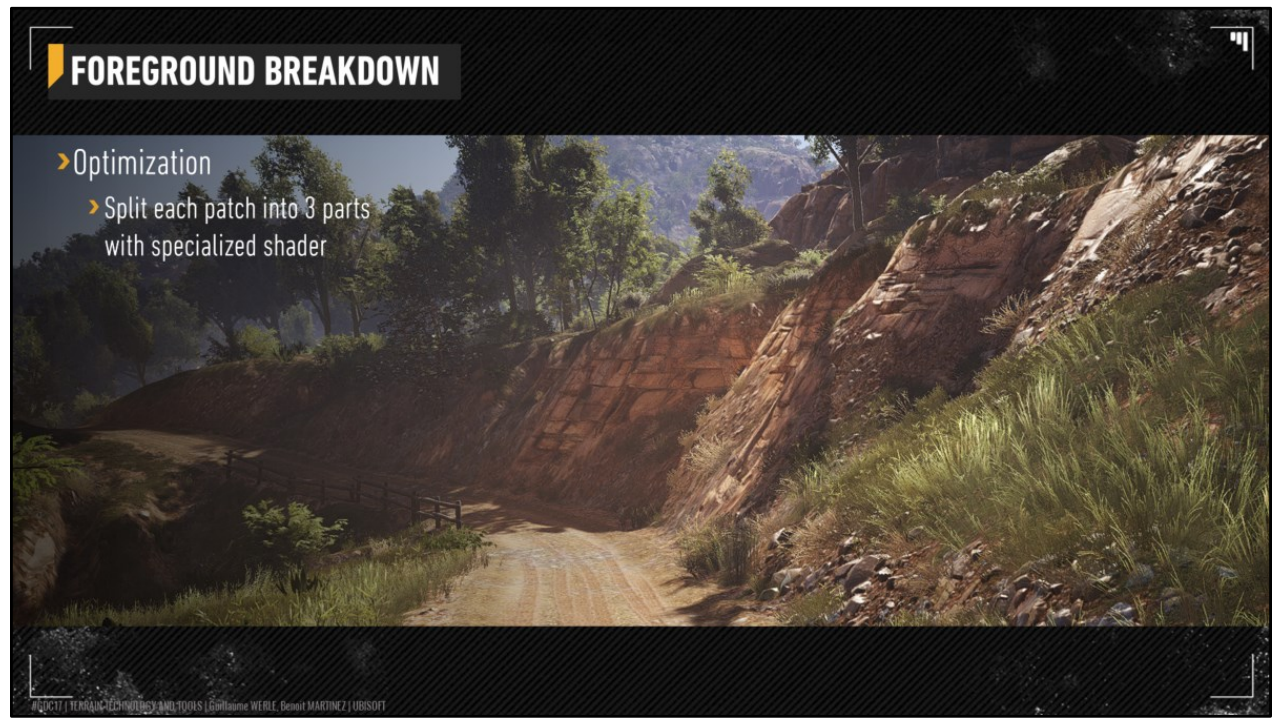 FOREGROUND BREAKDOWN
Optimization
Split each patch into 3 parts
with specialized shader
#GDC17 | TERRAIN TECHNOLOGY AND TOOLS | Guillaume WERLE, Benoit MARTINEZ | UBISOFT